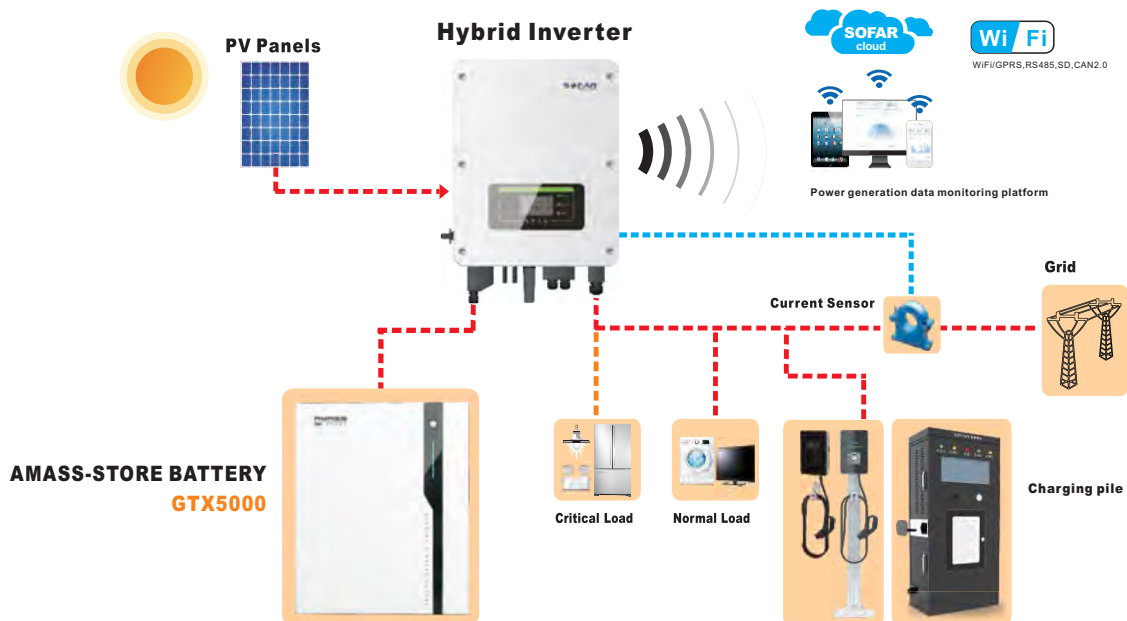 PV Panels
Hybrid Inverter
SOFAR
cloud
Wi Fi
WiFi/GPRS,RS485,SD,CAN2.0
SOFAR
Power generation data monitoring platform
Grid
Current Sensor
AMASS-STORE BATTERY
GTX5000
Critical Load
Normal Load
Charging pile